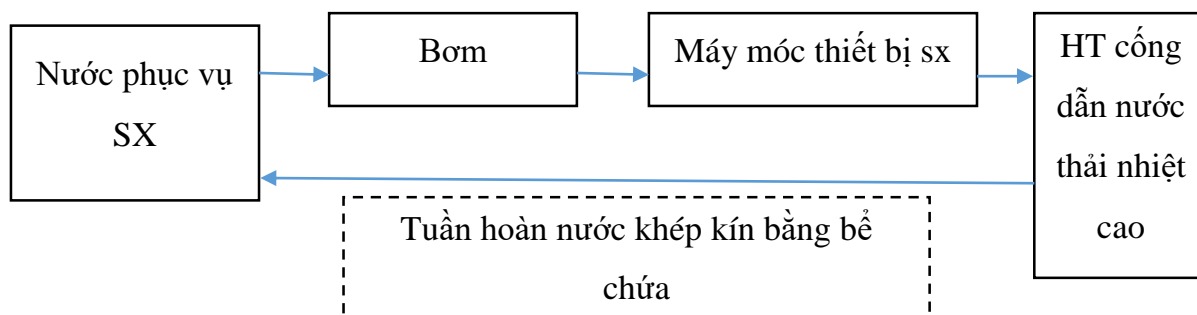 Nước phục vụ
SX
Bơm
Máy móc thiết bị sx
HT cống
dẫn nước
thải nhiệt
cao
Tuần hoàn nước khép kín bằng bể
chứa